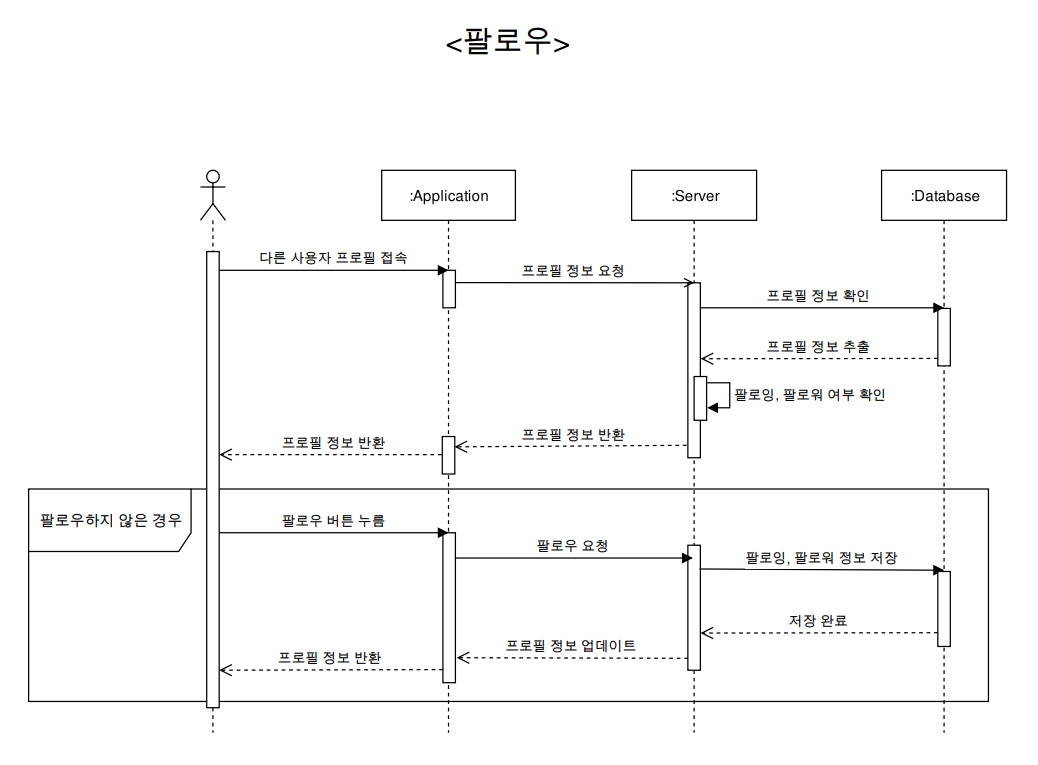 <팔로우>
:Application
:Server
:Database
다른 사용자 프로필 접속
프로필 정보 요청
프로필 정보 확인
프로필 정보 추출
팔로잉, 팔로워 여부 확인
프로필 정보 반환
프로필 정보 반환
팔로우하지 않은 경우
팔로우 버튼 누름
팔로우 요청
팔로잉, 팔로워 정보 저장
저장 완료
프로필 정보 업데이트
프로필 정보 반환